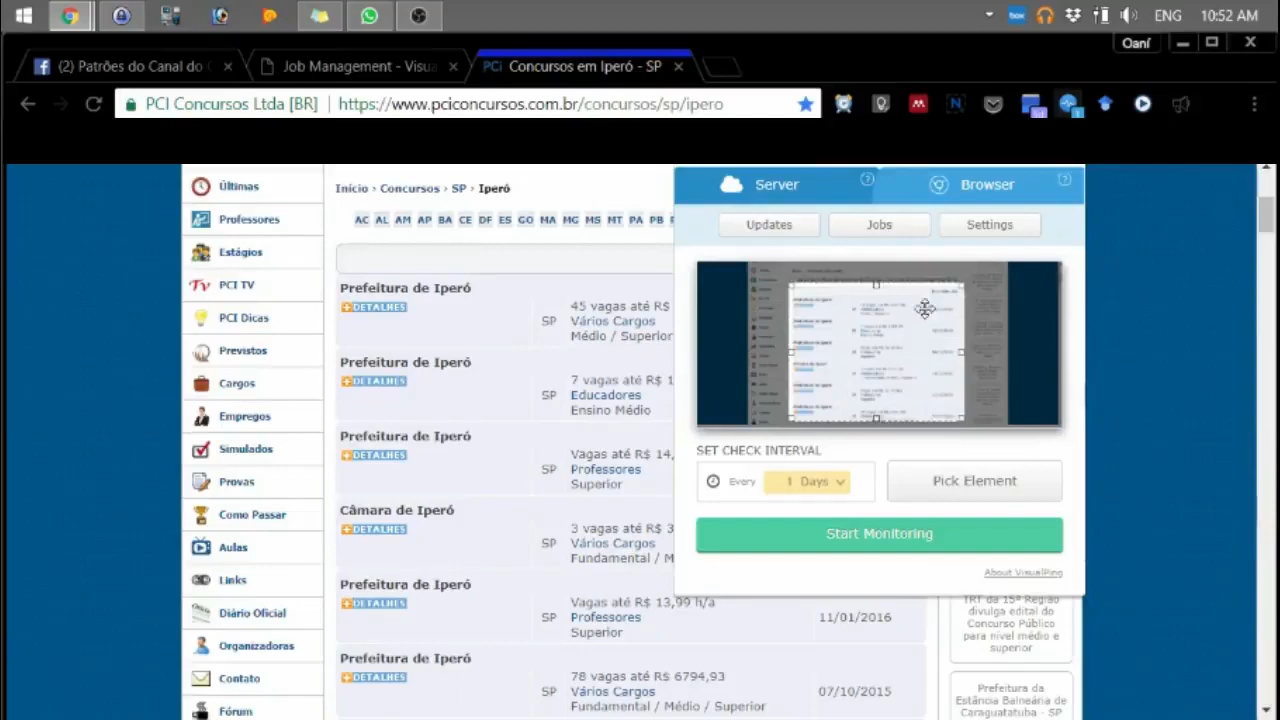 ENG 10:52 AM
Oaní
(2) Patrões do Canal do
Job Management - Visua
PCi Concursos em Iperó - SP
PCI Concursos Ltda [BR] | https://www.pciconcursos.com.br/concursos/sp/ipero
Últimas
Professores
Estágios
PCI TV
PCI Dicas
Previstos
Cargos
Empregos
Simulados
Provas
Como Passar
Aulas
Links
Diário Oficial
Organizadoras
Contato
Fórum
Início › Concursos › SP › Iperó
AC AL AM AP BA CE DF ES GO MA MG MS MT PA PB
Prefeitura de Iperó
DETALHES
SP
45 vagas até R$
Vários Cargos
Médio / Superior
Prefeitura de Iperó
DETALHES
SP
7 vagas até R$ 1
Educadores
Ensino Médio
Prefeitura de Iperó
DETALHES
SP
Vagas até R$ 14,
Professores
Superior
Câmara de Iperó
DETALHES
SP
3 vagas até R$ 3
Vários Cargos
Fundamental / M
Prefeitura de Iperó
DETALHES
SP
Vagas até R$ 13,99 h/a
Professores
Superior
11/01/2016
Prefeitura de Iperó
DETALHES
SP
78 vagas até R$ 6794,93
Vários Cargos
Fundamental / Médio / Superior
07/10/2015
Server
Browser
Updates
Jobs
Settings
SET CHECK INTERVAL
Every 1 Days
Pick Element
Start Monitoring
About VisualPing
TRT da 15ª Região
divulga edital do
Concurso Público
para nível médio e
superior
Prefeitura da
Estância Balneária de
Caraguatatuba - SP